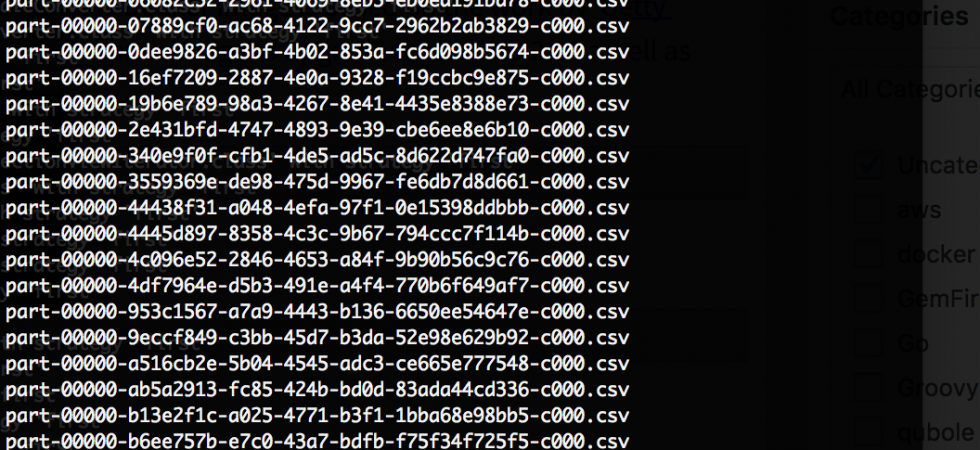 part-00000-07889cf0-ac68-4122-9cc7-2962b2ab3829-c000.csv
part-00000-0dee9826-a3bf-4b02-853a-fc6d098b5674-c000.csv
part-00000-16ef7209-2887-4e0a-9328-f19ccbc9e875-c000.csv
part-00000-19b6e789-98a3-4267-8e41-4435e8388e73-c000.csv
part-00000-2e431bfd-4747-4893-9e39-cbe6ee8e6b10-c000.csv
part-00000-340e9f0f-cfb1-4de5-ad5c-8d622d747fa0-c000.csv
part-00000-3559369e-de98-475d-9967-fe6db7d8d661-c000.csv
part-00000-44438f31-a048-4efa-97f1-0e15398ddbbb-c000.csv
part-00000-4445d897-8358-4c3c-9b67-794ccc7f114b-c000.csv
part-00000-4c096e52-2846-4653-a84f-9b90b56c9c76-c000.csv
part-00000-4df7964e-d5b3-491e-a4f4-770b6f649af7-c000.csv
part-00000-953c1567-a7a9-4443-b136-6650ee54647e-c000.csv
part-00000-9eccf849-c3bb-45d7-b3da-52e98e629b92-c000.csv
part-00000-a516cb2e-5b04-4545-adc3-ce665e777548-c000.csv
part-00000-ab5a2913-fc85-424b-bd0d-83ada44cd336-c000.csv
part-00000-b13e2f1c-a025-4771-b3f1-1bba68e98bb5-c000.csv
part-00000-b6ee757b-e7c0-43a7-bdfb-f75f34f725f5-c000.csv
Categories
All Categorie
Uncate
aws
docker
GemFir
Go
Groovy
qubole